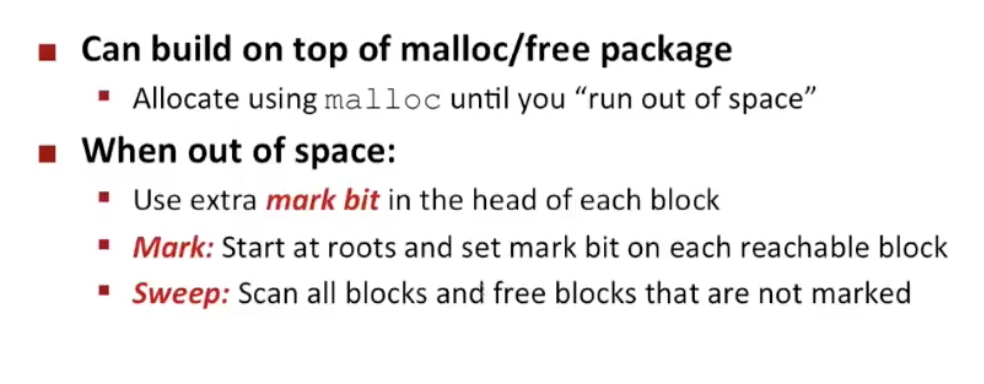 Can build on top of malloc/free package
Allocate using malloc until you “run out of space”
When out of space:
Use extra mark bit in the head of each block
Mark: Start at roots and set mark bit on each reachable block
Sweep: Scan all blocks and free blocks that are not marked